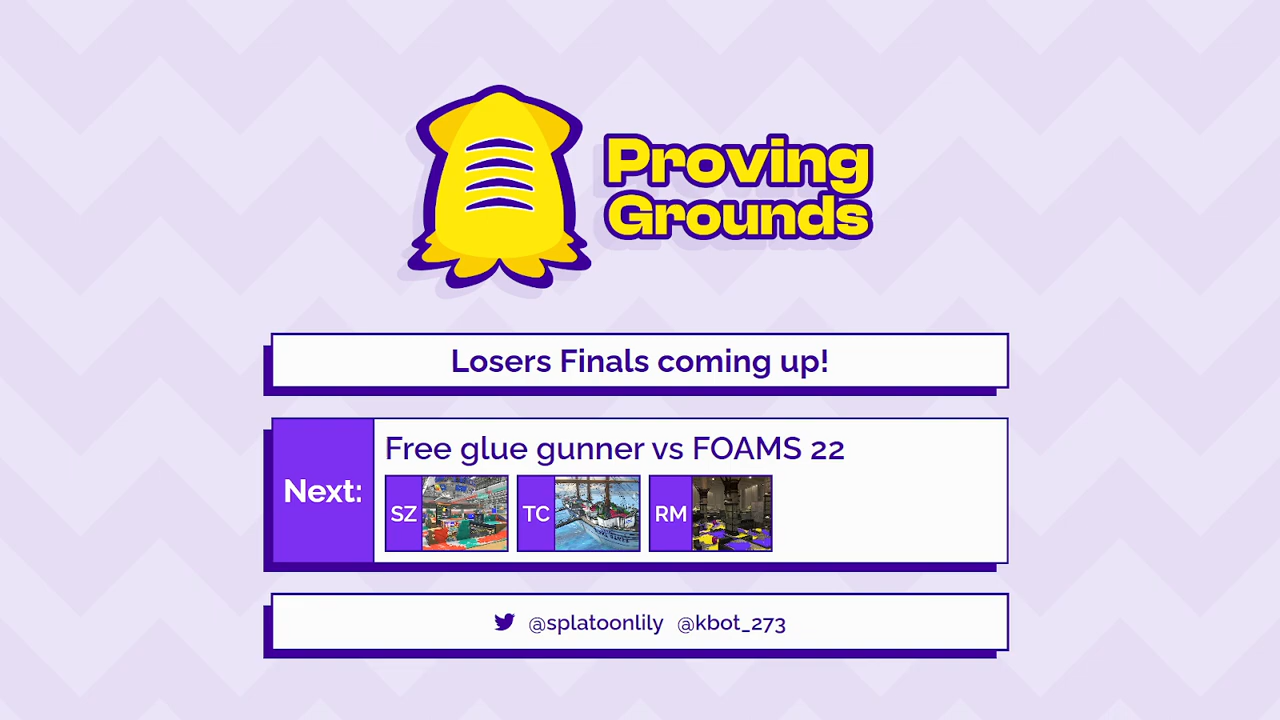 Proving
Grounds
Losers Finals coming up!
Next:
Free glue gunner vs FOAMS 22
SZ
TC
RM
@splatoonlily @kbot_273